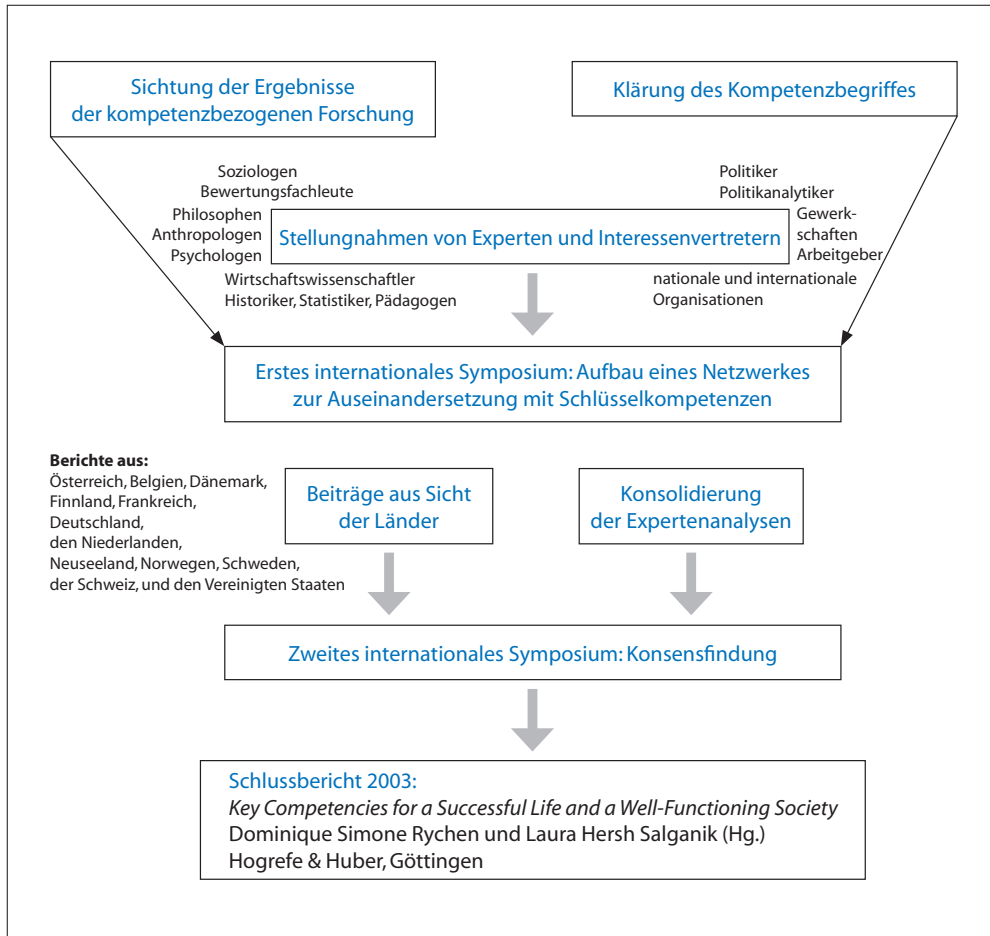 Sichtung der Ergebnisse
der kompetenzbezogenen Forschung
Klärung des Kompetenzbegriffes
Soziologen
Bewertungsfachleute
Philosophen
Anthropologen
Psychologen
Politiker
Politikanalytiker
Gewerk-
schaften
Arbeitgeber
Stellungnahmen von Experten und Interessenvertretern
Wirtschaftswissenschaftler
Historiker, Statistiker, Pädagogen
nationale und internationale
Organisationen
Erstes internationales Symposium: Aufbau eines Netzwerkes
zur Auseinandersetzung mit Schlüsselkompetenzen
Berichte aus:
Österreich, Belgien, Dänemark,
Finnland, Frankreich,
Deutschland,
den Niederlanden,
Neuseeland, Norwegen, Schweden,
der Schweiz, und den Vereinigten Staaten
Beiträge aus Sicht
der Länder
Konsolidierung
der Expertenanalysen
Zweites internationales Symposium: Konsensfindung
Schlussbericht 2003:
Key Competencies for a Successful Life and a Well-Functioning Society
Dominique Simone Rychen und Laura Hersh Salganik (Hg.)
Hogrefe & Huber, Göttingen